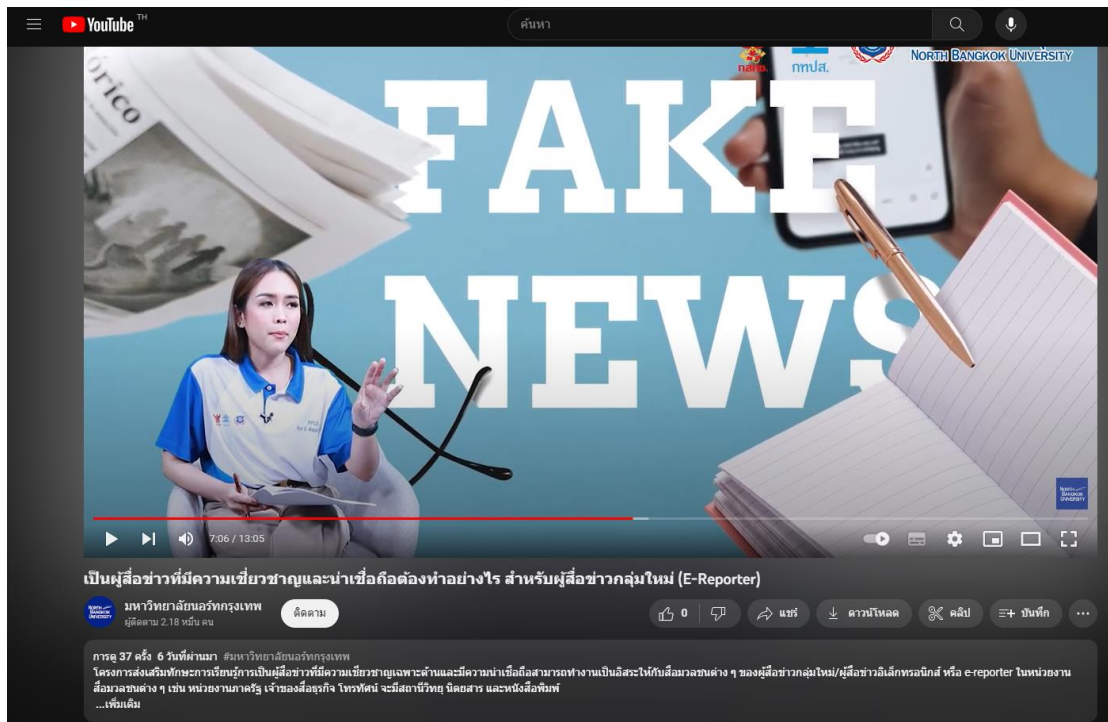 YouTube TH
ค้นหา
กสทช.
กทปส.
NORTH BANGKOK UNIVERSITY
órico
FAKE
NEWS
NORTH BANGKOK UNIVERSITY
7:06 / 13:05
เป็นผู้สื่อข่าวที่มีความเชี่ยวชาญและน่าเชื่อถือต้องทำอย่างไร สำหรับผู้สื่อข่าวกลุ่มใหม่ (E-Reporter)
มหาวิทยาลัยนอร์ทกรุงเทพ
ผู้ติดตาม 2.18 หมื่น คน
ติดตาม
0
แชร์
ดาวน์โหลด
คลิป
บันทึก
การดู 37 ครั้ง 6 วันที่ผ่านมา #มหาวิทยาลัยนอร์ทกรุงเทพ
โครงการส่งเสริมทักษะการเรียนรู้การเป็นผู้สื่อข่าวที่มีความเชี่ยวชาญเฉพาะด้านและมีความน่าเชื่อถือสามารถทำงานเป็นอิสระให้กับสื่อมวลชนต่าง ๆ ของผู้สื่อข่าวกลุ่มใหม่/ผู้สื่อข่าวอิเล็กทรอนิกส์ หรือ e-reporter ในหน่วยงาน
สื่อมวลชนต่าง ๆ เช่น หน่วยงานภาครัฐ เจ้าของสื่อธุรกิจ โทรทัศน์ จะมีสถานีวิทยุ นิตยสาร และหนังสือพิมพ์
...เพิ่มเติม